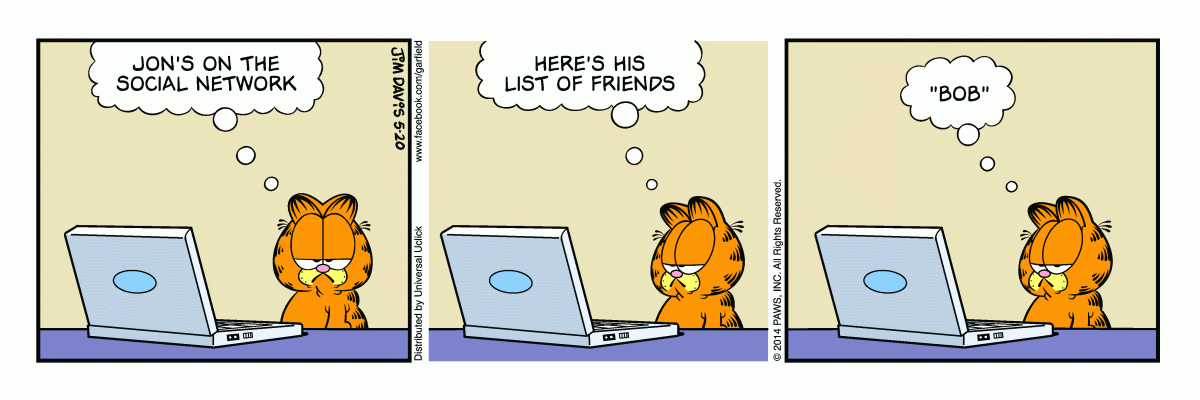 JON'S ON THE
SOCIAL NETWORK
JIM DAVIS 5-20
www.facebook.com/garfield
Distributed by Universal Uclick
HERE'S HIS
LIST OF FRIENDS
© 2014 PAWS, INC. All Rights Reserved.
"BOB"